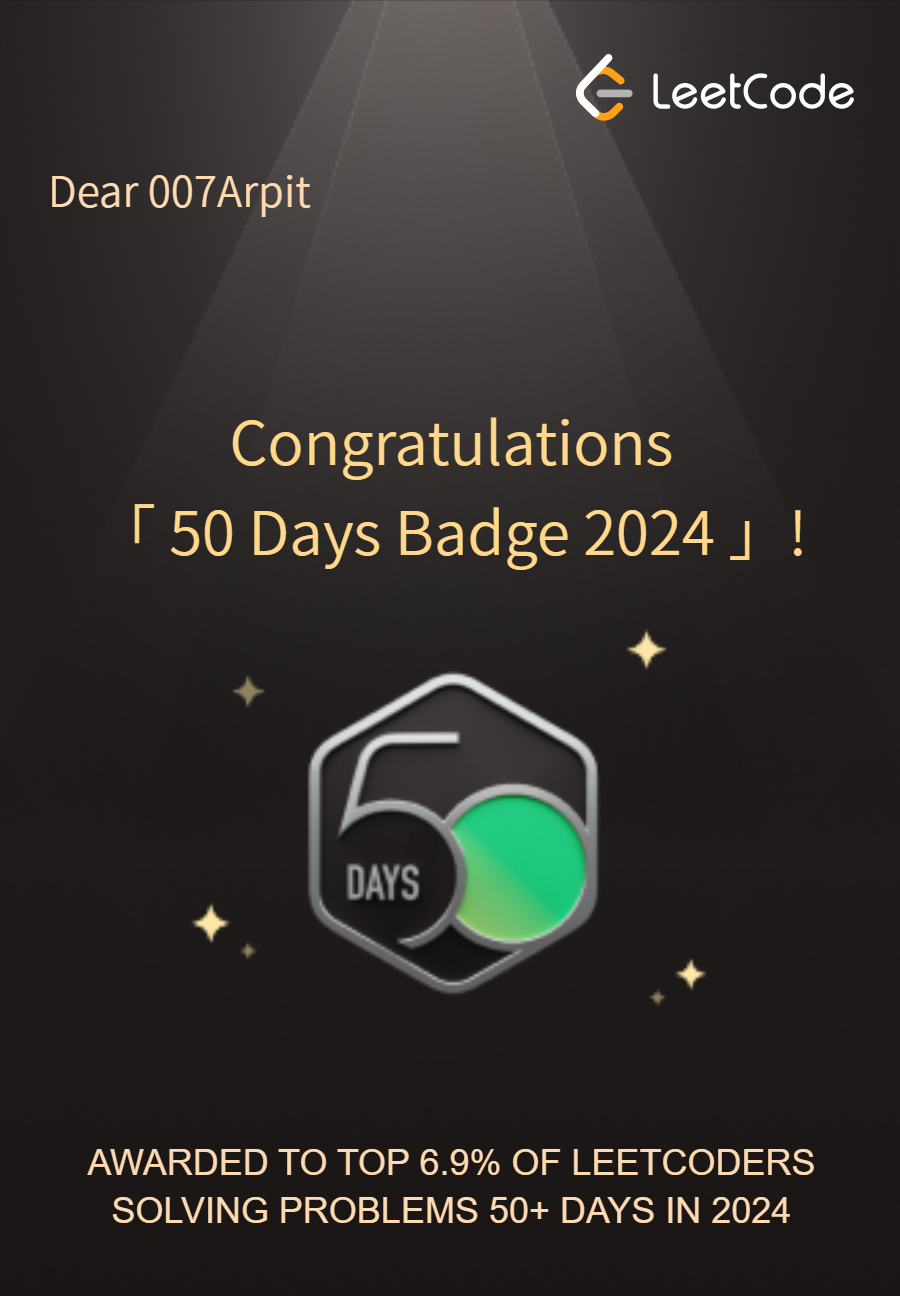 LeetCode
Dear 007Arpit
Congratulations
「 50 Days Badge 2024 」!
50
DAYS
AWARDED TO TOP 6.9% OF LEETCODERS
SOLVING PROBLEMS 50+ DAYS IN 2024